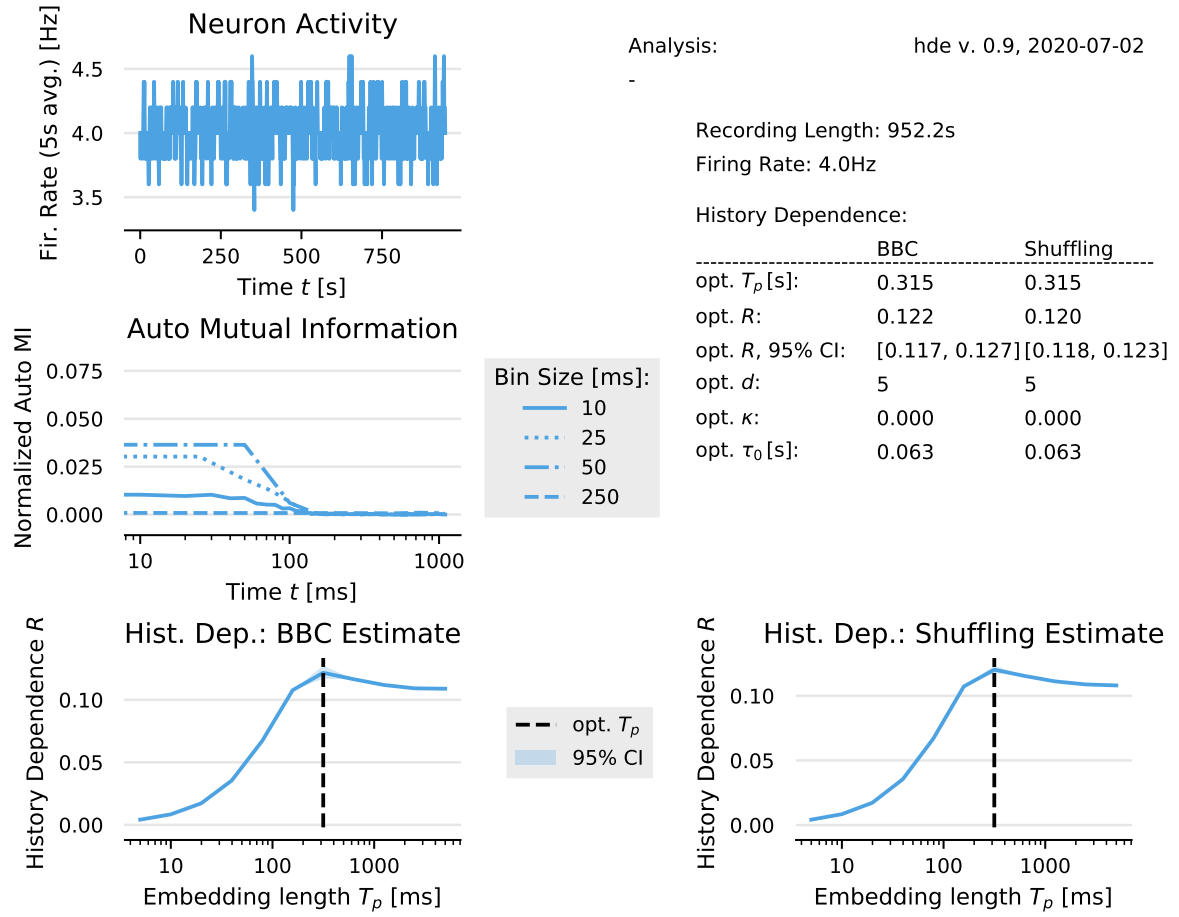 Neuron Activity
Fir. Rate (5s avg.) [Hz]
4.5
4.0
3.5
0 250 500 750
Time t [s]
Analysis: hde v. 0.9, 2020-07-02
-
Recording Length: 952.2s
Firing Rate: 4.0Hz
History Dependence:
BBC Shuffling
opt. Tp [s]: 0.315 0.315
opt. R: 0.122 0.120
opt. R, 95% CI: [0.117, 0.127] [0.118, 0.123]
opt. d: 5 5
opt. κ: 0.000 0.000
opt. τ0 [s]: 0.063 0.063
Auto Mutual Information
Normalized Auto MI
0.075
0.050
0.025
0.000
10 100 1000
Time t [ms]
Bin Size [ms]:
10
25
50
250
Hist. Dep.: BBC Estimate
History Dependence R
0.10
0.05
0.00
10 100 1000
Embedding length Tp [ms]
opt. Tp
95% CI
Hist. Dep.: Shuffling Estimate
History Dependence R
0.10
0.05
0.00
10 100 1000
Embedding length Tp [ms]